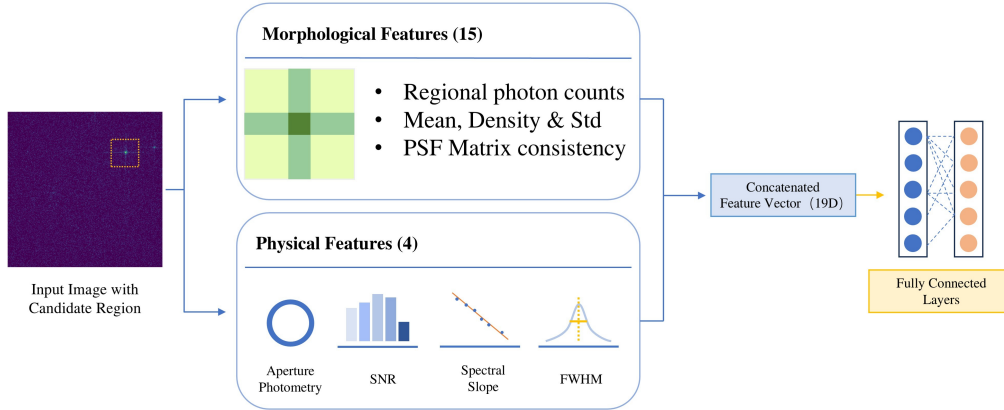 Morphological Features (15)
• Regional photon counts
• Mean, Density & Std
• PSF Matrix consistency
Input Image with
Candidate Region
Physical Features (4)
Aperture
Photometry
SNR
Spectral
Slope
FWHM
Concatenated
Feature Vector（19D）
Fully Connected
Layers